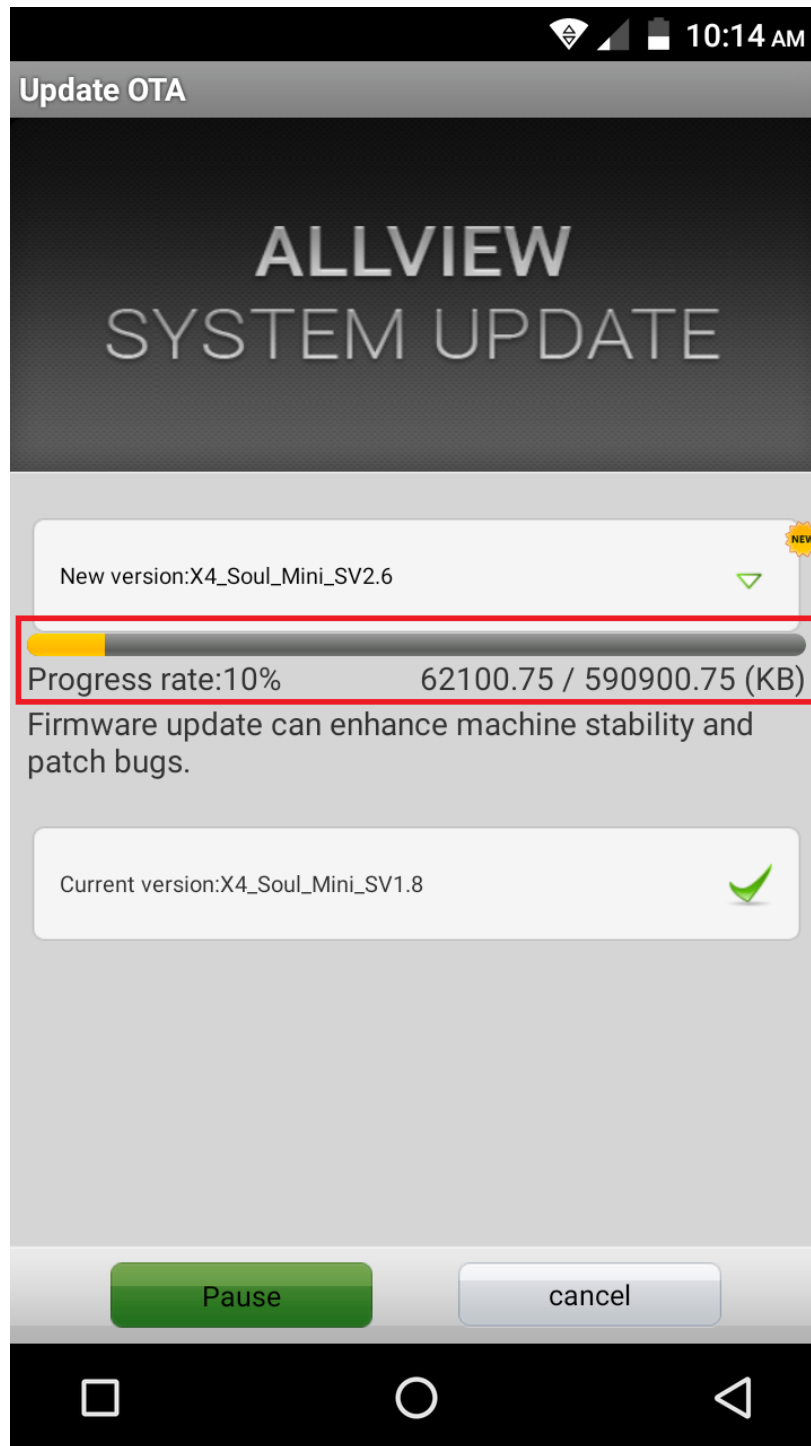 10:14 AM
Update OTA
ALLVIEW
SYSTEM UPDATE
NEW
New version:X4_Soul_Mini_SV2.6
Progress rate:10% 62100.75 / 590900.75 (KB)
Firmware update can enhance machine stability and
patch bugs.
Current version:X4_Soul_Mini_SV1.8
Pause cancel